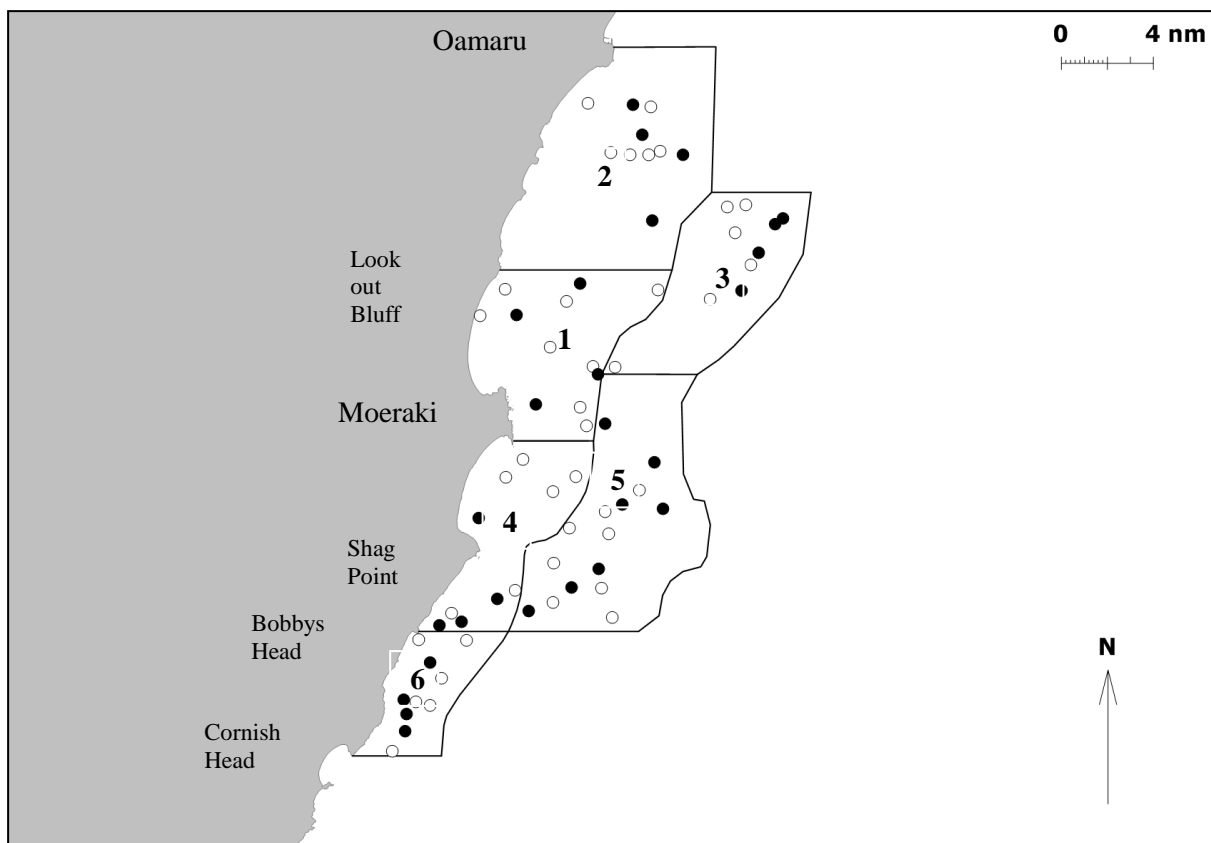 Oamaru
0 4 nm
2
Look
out
Bluff
3
1
Moeraki
5
4
Shag
Point
Bobbys
Head
N
6
Cornish
Head